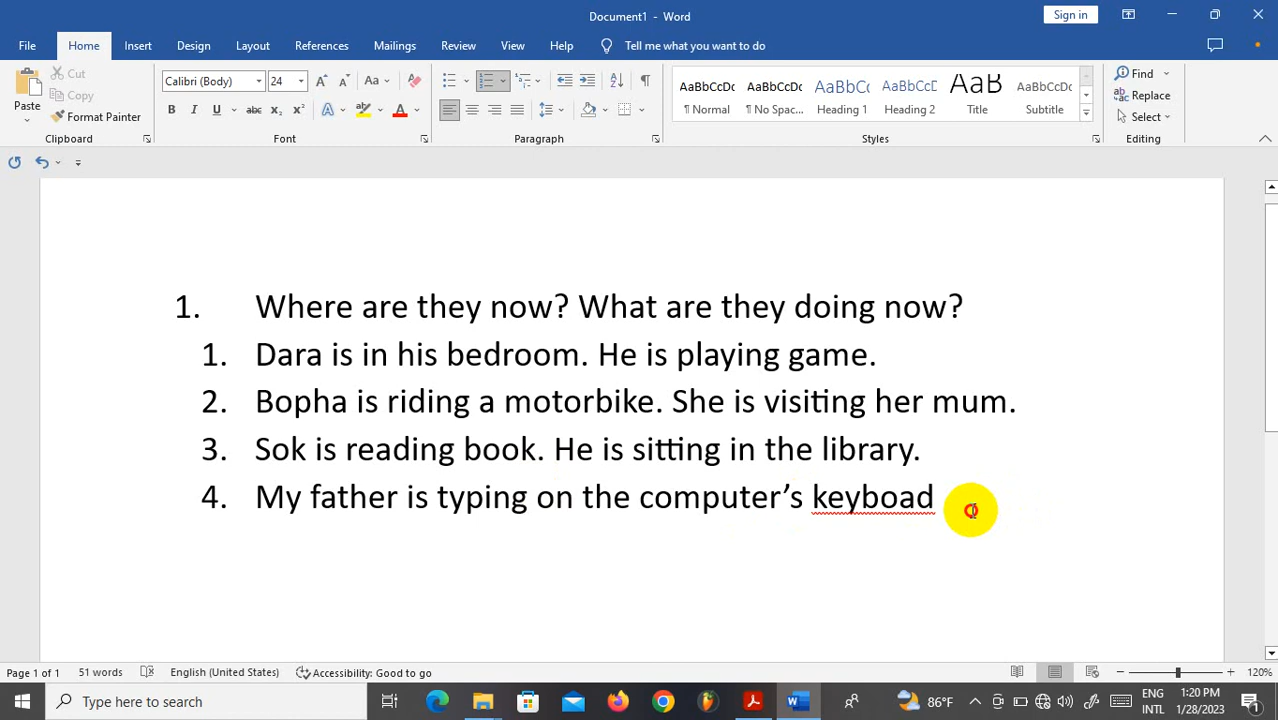 Document1 - Word
Sign in
File Home Insert Design Layout References Mailings Review View Help Tell me what you want to do
Paste
Cut
Copy
Format Painter
Clipboard
Calibri (Body) 24
Font
Paragraph
AaBbCcDc AaBbCcDc AaBbC AaBbCcD AaB AaBbCcD
¶ Normal ¶ No Spac... Heading 1 Heading 2 Title Subtitle
Styles
Find
Replace
Select
Editing
1. Where are they now? What are they doing now?
1. Dara is in his bedroom. He is playing game.
2. Bopha is riding a motorbike. She is visiting her mum.
3. Sok is reading book. He is sitting in the library.
4. My father is typing on the computer’s keyboad
Page 1 of 1 51 words English (United States) Accessibility: Good to go 120%
Type here to search 86°F ENG 1:20 PM
INTL 1/28/2023